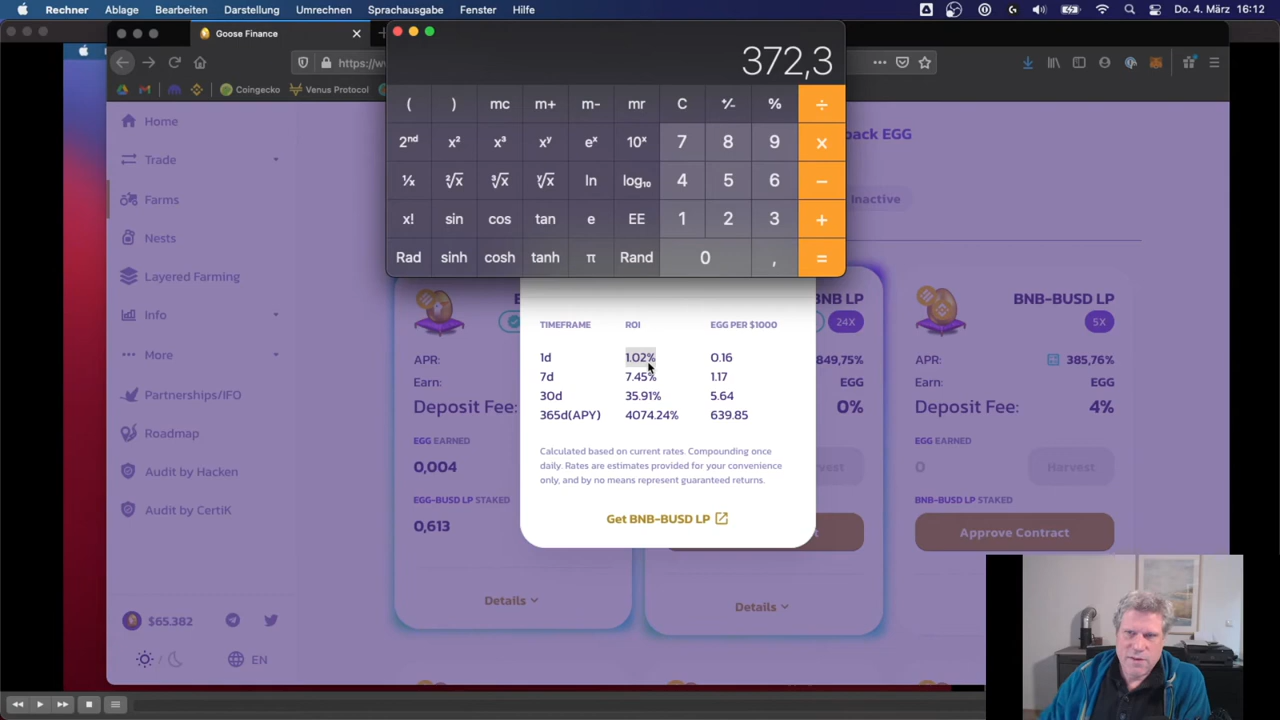 Rechner Ablage Bearbeiten Darstellung Umrechnen Sprachausgabe Fenster Hilfe Do. 4. März 16:12
Goose Finance
https://w
Coingecko Venus Protocol
372,3
( ) mc m+ m- mr C +/- % ÷
2nd x² x³ xʸ eˣ 10ˣ 7 8 9 ×
1/x ²√x ³√x ʸ√x ln log₁₀ 4 5 6 −
x! sin cos tan e EE 1 2 3 +
Rad sinh cosh tanh π Rand 0 , =
Home
Trade
Farms
Nests
Layered Farming
Info
More
Partnerships/IFO
Roadmap
Audit by Hacken
Audit by CertiK
$65.382
EN
back EGG
Inactive
APR:
Earn:
Deposit Fee:
EGG EARNED
0,004
EGG-BUSD LP STAKED
0,613
Details
TIMEFRAME ROI EGG PER $1000
1d 1.02% 0.16
7d 7.45% 1.17
30d 35.91% 5.64
365d(APY) 4074.24% 639.85
Calculated based on current rates. Compounding once
daily. Rates are estimates provided for your convenience
only, and by no means represent guaranteed returns.
Get BNB-BUSD LP
BNB LP
24X
849,75%
EGG
0%
Details
BNB-BUSD LP
5X
APR: 385,76%
Earn: EGG
Deposit Fee: 4%
EGG EARNED
0 Harvest
BNB-BUSD LP STAKED
Approve Contract